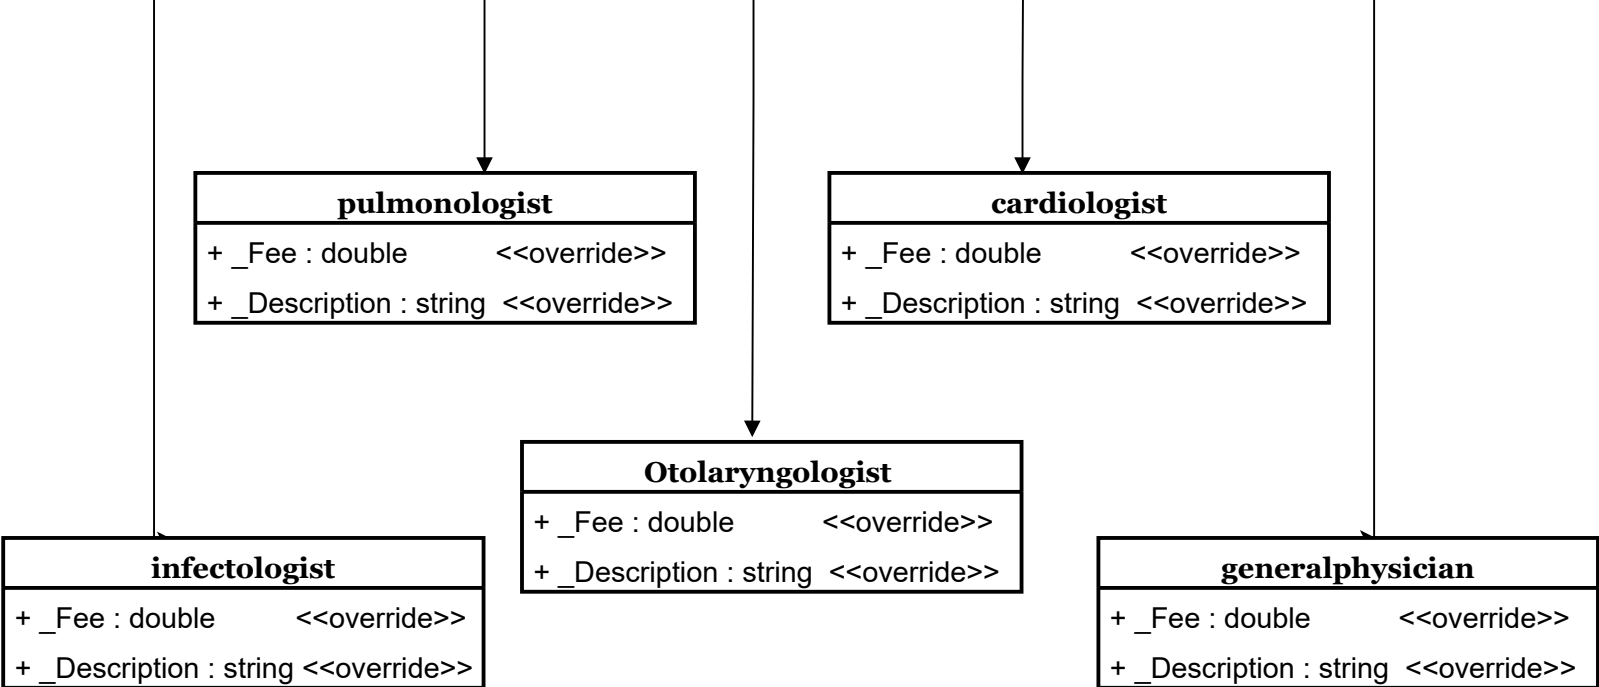 pulmonologist
+ _Fee : double <<override>>
+ _Description : string <<override>>
cardiologist
+ _Fee : double <<override>>
+ _Description : string <<override>>
Otolaryngologist
+ _Fee : double <<override>>
+ _Description : string <<override>>
infectologist
+ _Fee : double <<override>>
+ _Description : string <<override>>
generalphysician
+ _Fee : double <<override>>
+ _Description : string <<override>>